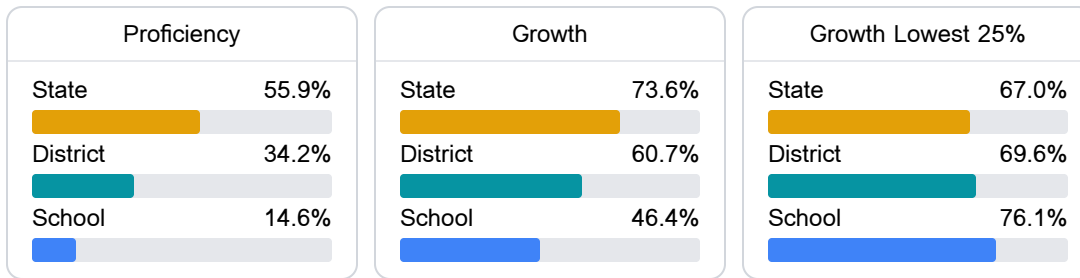 Proficiency
State 55.9%
District 34.2%
School 14.6%
Growth
State 73.6%
District 60.7%
School 46.4%
Growth Lowest 25%
State 67.0%
District 69.6%
School 76.1%